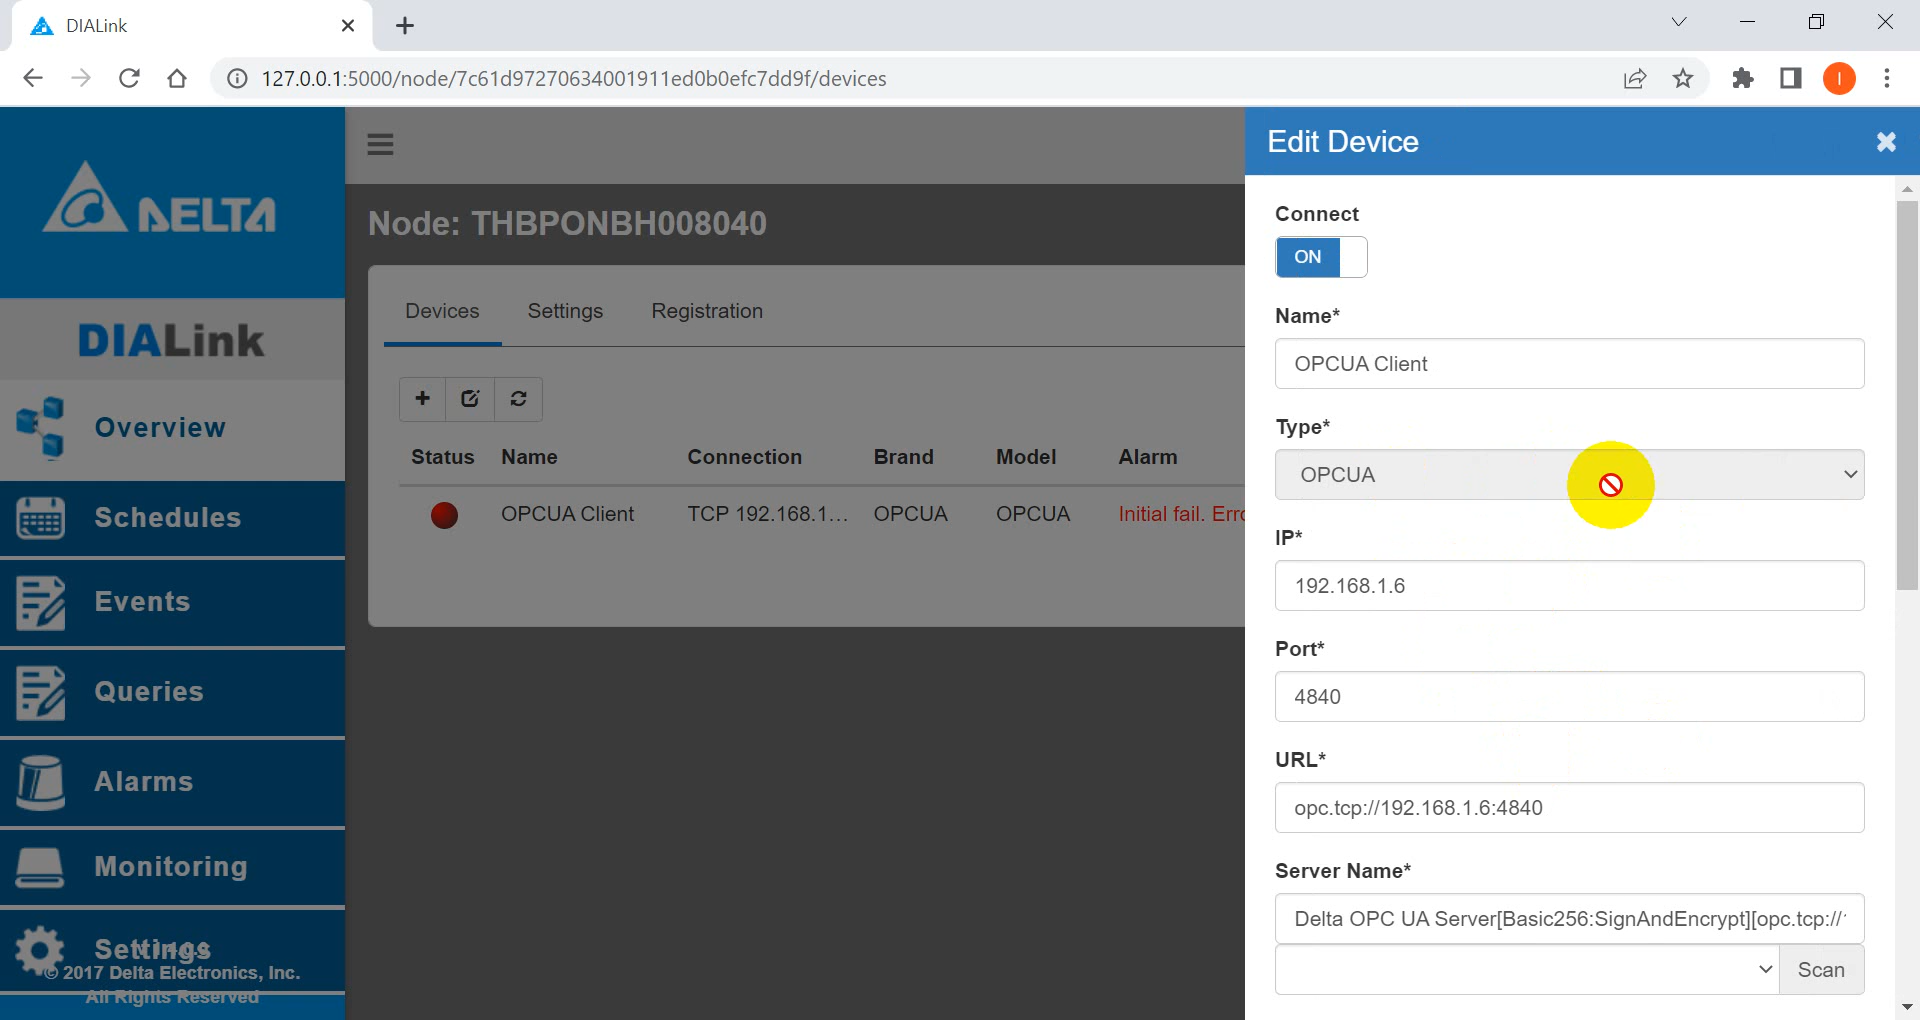 DIALink
127.0.0.1:5000/node/7c61d97270634001911ed0b0efc7dd9f/devices
I
DELTA
DIALink
Overview
Schedules
Events
Queries
Alarms
Monitoring
Settings
© 2017 Delta Electronics, Inc.
All Rights Reserved
Node: THBPONBH008040
Devices
Settings
Registration
Status Name Connection Brand Model Alarm
OPCUA Client TCP 192.168.1... OPCUA OPCUA Initial fail. Erro
Edit Device
Connect
ON
Name*
OPCUA Client
Type*
OPCUA
IP*
192.168.1.6
Port*
4840
URL*
opc.tcp://192.168.1.6:4840
Server Name*
Delta OPC UA Server[Basic256:SignAndEncrypt][opc.tcp://
Scan